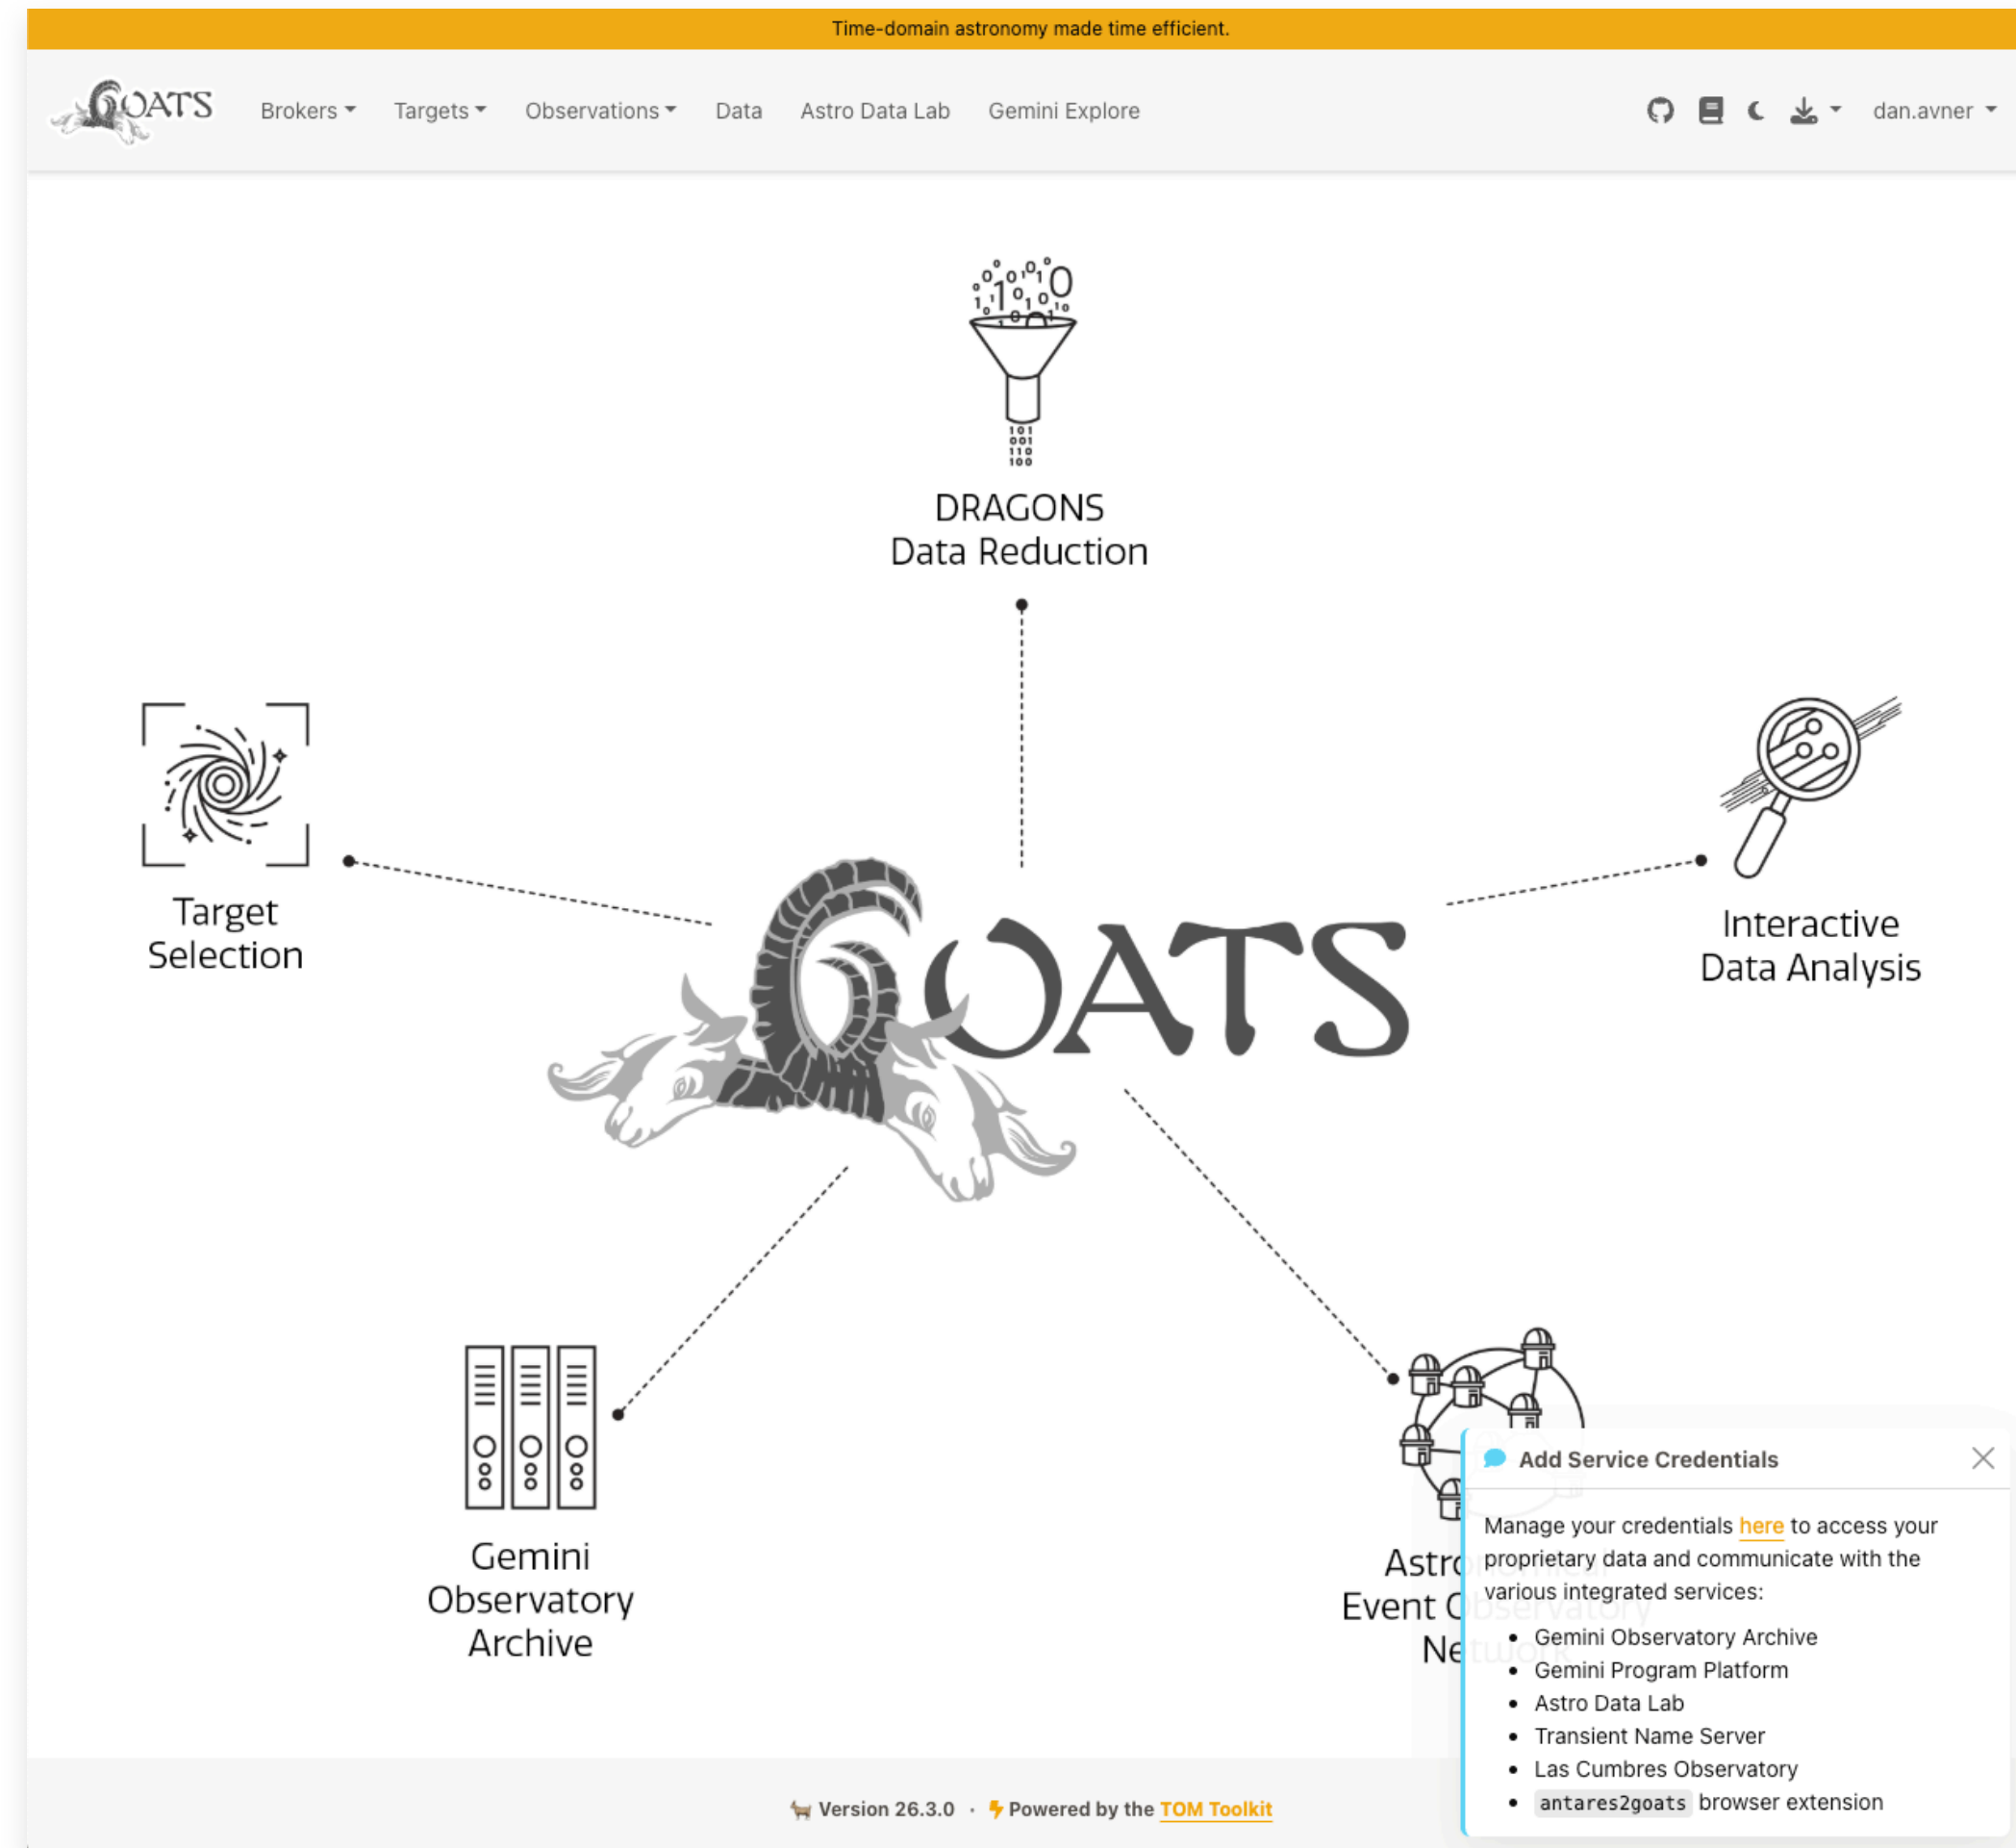 Time-domain astronomy made time efficient.
GOATS Brokers Targets Observations Data Astro Data Lab Gemini Explore dan.avner
DRAGONS
Data Reduction
Target
Selection
Interactive
Data Analysis
GOATS
Gemini
Observatory
Archive
Astronomical
Event Observatory
Network
Add Service Credentials
Manage your credentials here to access your
proprietary data and communicate with the
various integrated services:
• Gemini Observatory Archive
• Gemini Program Platform
• Astro Data Lab
• Transient Name Server
• Las Cumbres Observatory
• antares2goats browser extension
Version 26.3.0 · Powered by the TOM Toolkit